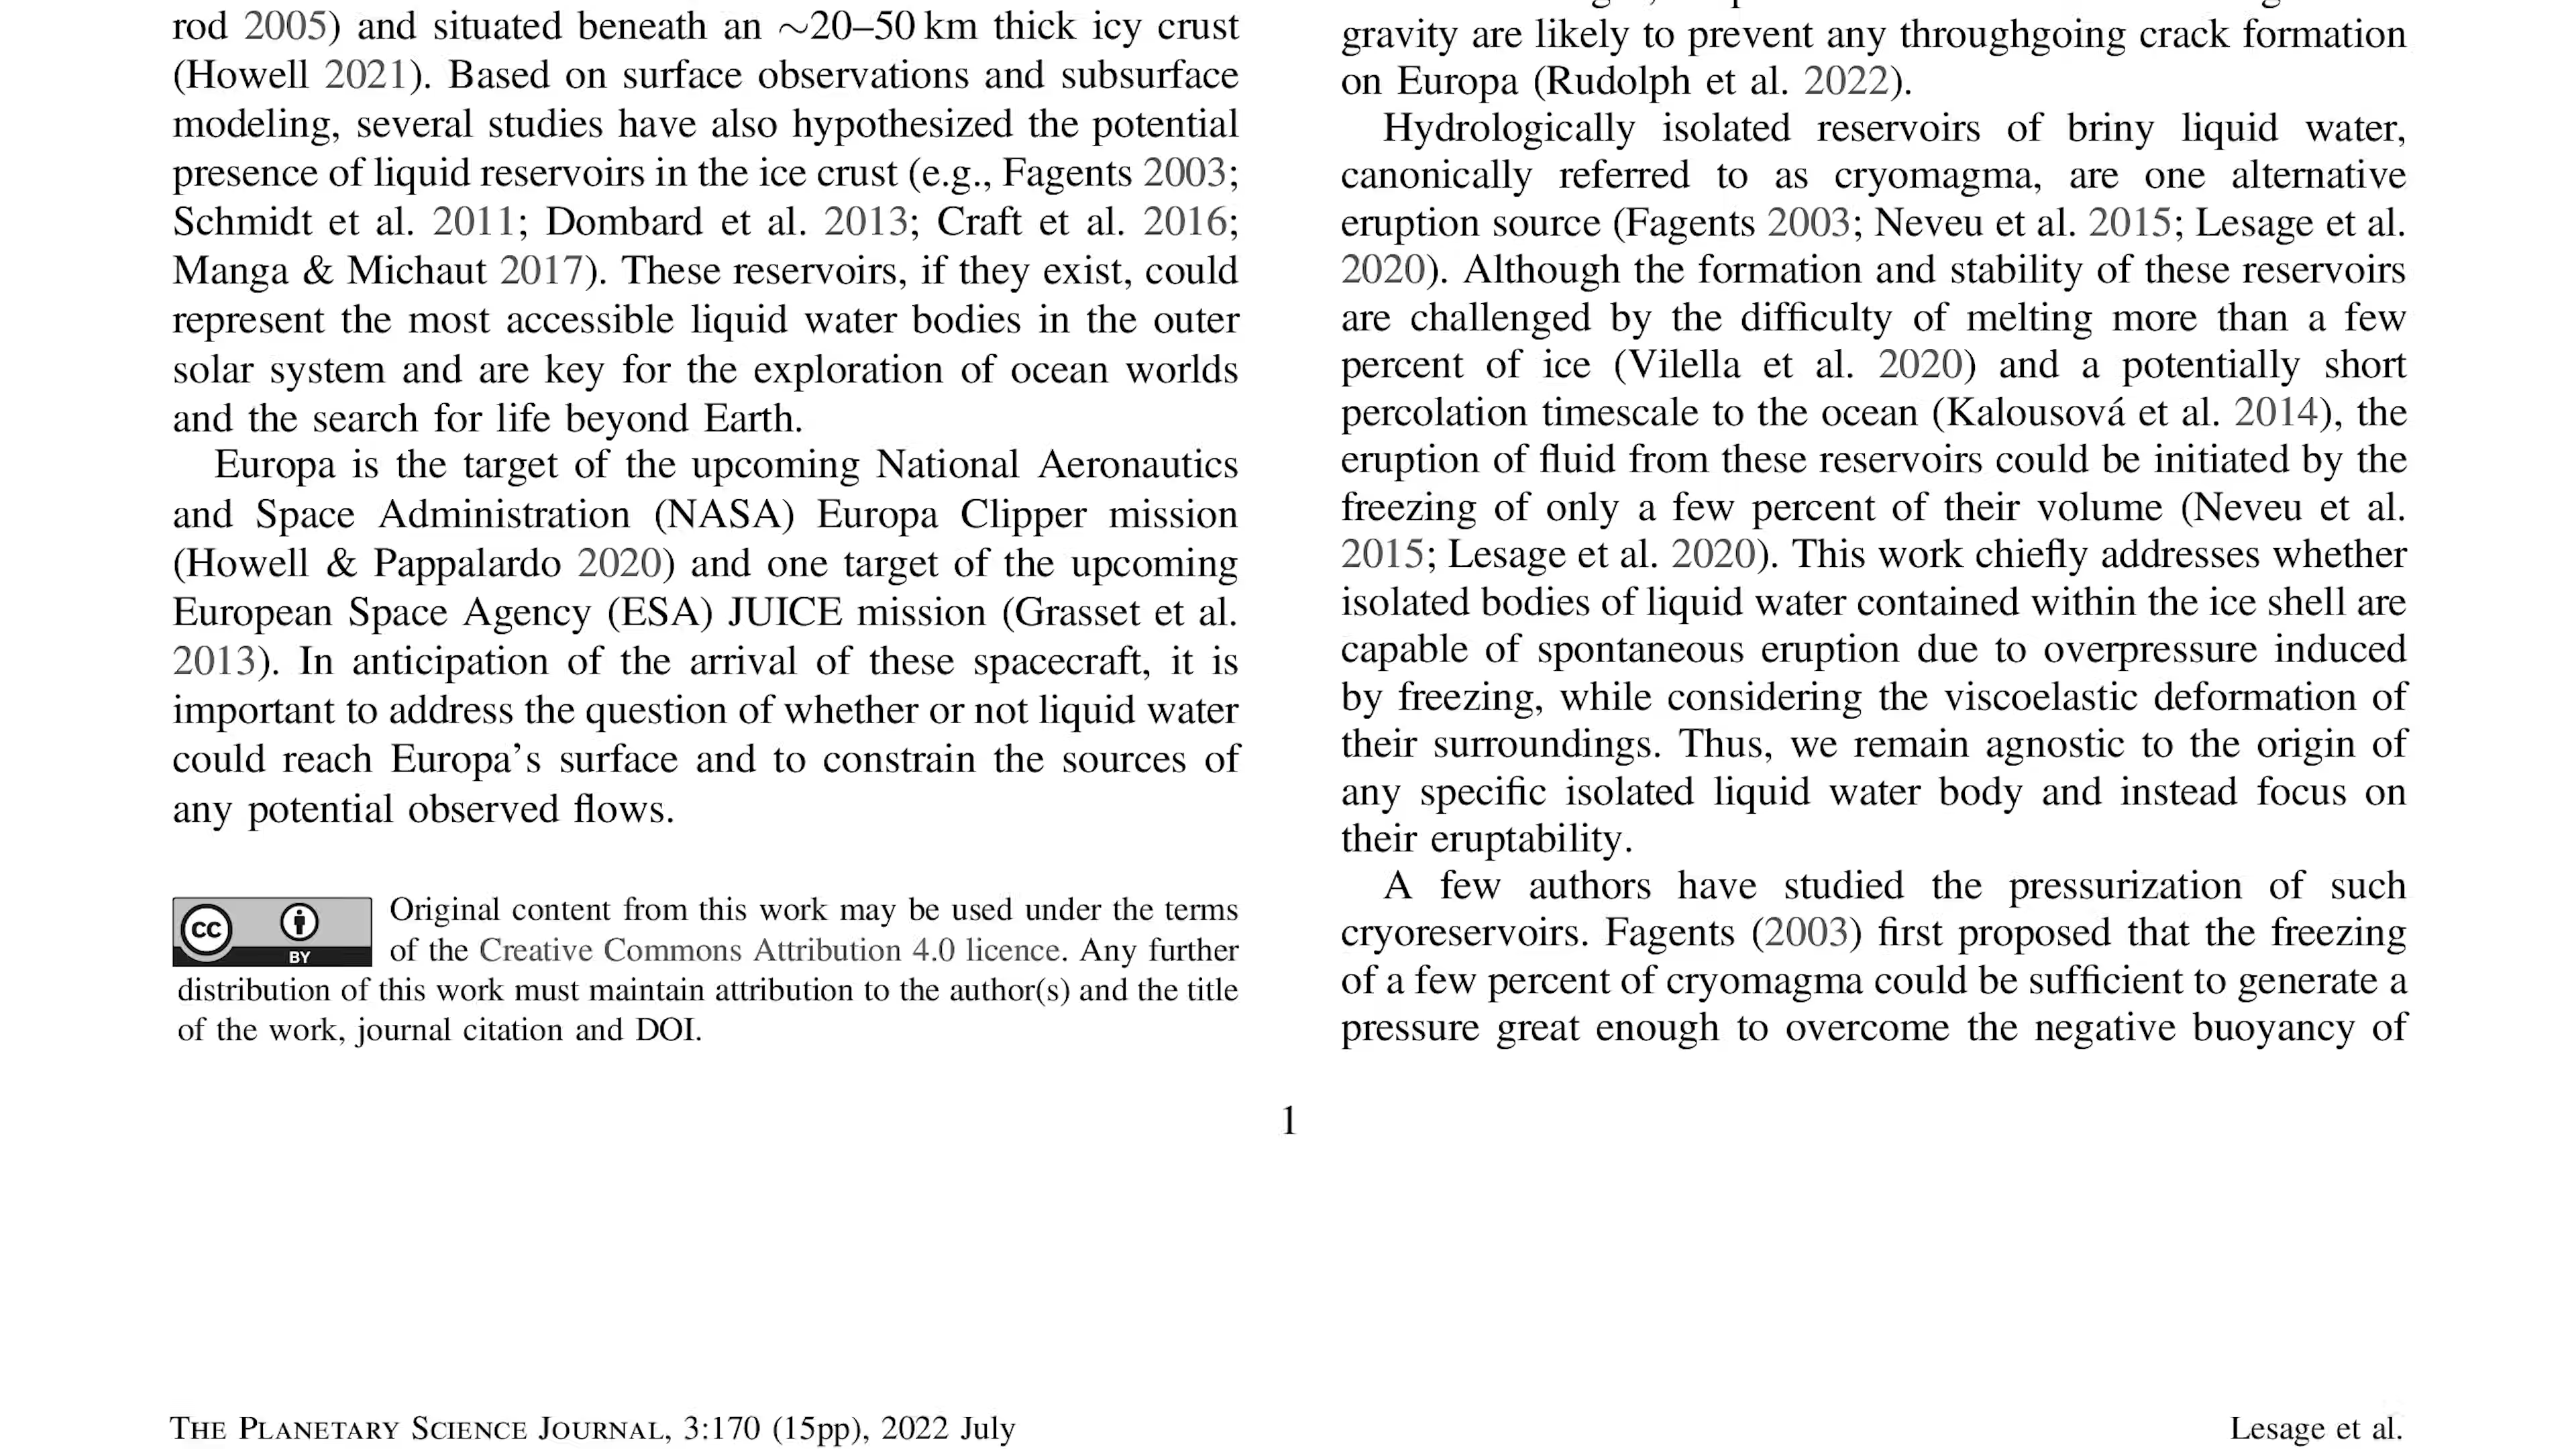 rod 2005) and situated beneath an ∼20–50 km thick icy crust
(Howell 2021). Based on surface observations and subsurface
modeling, several studies have also hypothesized the potential
presence of liquid reservoirs in the ice crust (e.g., Fagents 2003;
Schmidt et al. 2011; Dombard et al. 2013; Craft et al. 2016;
Manga & Michaut 2017). These reservoirs, if they exist, could
represent the most accessible liquid water bodies in the outer
solar system and are key for the exploration of ocean worlds
and the search for life beyond Earth.
Europa is the target of the upcoming National Aeronautics
and Space Administration (NASA) Europa Clipper mission
(Howell & Pappalardo 2020) and one target of the upcoming
European Space Agency (ESA) JUICE mission (Grasset et al.
2013). In anticipation of the arrival of these spacecraft, it is
important to address the question of whether or not liquid water
could reach Europa’s surface and to constrain the sources of
any potential observed flows.
cc
BY
Original content from this work may be used under the terms
of the Creative Commons Attribution 4.0 licence. Any further
distribution of this work must maintain attribution to the author(s) and the title
of the work, journal citation and DOI.
gravity are likely to prevent any throughgoing crack formation
on Europa (Rudolph et al. 2022).
Hydrologically isolated reservoirs of briny liquid water,
canonically referred to as cryomagma, are one alternative
eruption source (Fagents 2003; Neveu et al. 2015; Lesage et al.
2020). Although the formation and stability of these reservoirs
are challenged by the difficulty of melting more than a few
percent of ice (Vilella et al. 2020) and a potentially short
percolation timescale to the ocean (Kalousová et al. 2014), the
eruption of fluid from these reservoirs could be initiated by the
freezing of only a few percent of their volume (Neveu et al.
2015; Lesage et al. 2020). This work chiefly addresses whether
isolated bodies of liquid water contained within the ice shell are
capable of spontaneous eruption due to overpressure induced
by freezing, while considering the viscoelastic deformation of
their surroundings. Thus, we remain agnostic to the origin of
any specific isolated liquid water body and instead focus on
their eruptability.
A few authors have studied the pressurization of such
cryoreservoirs. Fagents (2003) first proposed that the freezing
of a few percent of cryomagma could be sufficient to generate a
pressure great enough to overcome the negative buoyancy of
1
THE PLANETARY SCIENCE JOURNAL, 3:170 (15pp), 2022 July
Lesage et al.